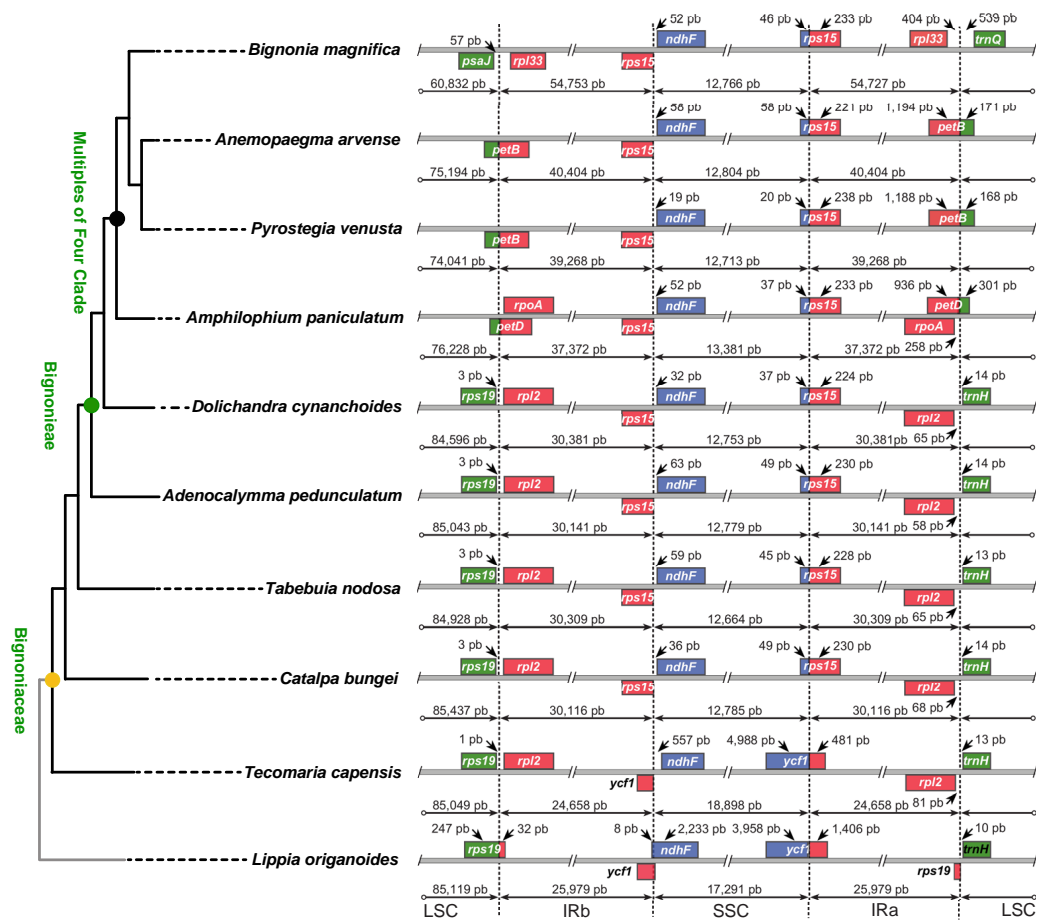 52 pb 46 pb 233 pb 404 pb 539 pb
57 pb ndhF rps15 rpl33 trnQ
Bignonia magnifica
psaJ rpl33 rps15
60,832 pb 54,753 pb 12,766 pb 54,727 pb
58 pb 221 pb 1,194 pb 171 pb
ndhF rps15 petB
Anemopaegma arvense
petB rps15
75,194 pb 40,404 pb 12,804 pb 40,404 pb
19 pb 20 pb 238 pb 1,188 pb 168 pb
ndhF rps15 petB
Pyrostegia venusta
petB rps15
74,041 pb 39,268 pb 12,713 pb 39,268 pb
52 pb 37 pb 233 pb 936 pb 301 pb
rpoA ndhF rps15 petD
Amphilophium paniculatum
petD rps15 rpoA
76,228 pb 37,372 pb 13,381 pb 37,372 pb 258 pb
3 pb 32 pb 37 pb 224 pb 14 pb
rps19 rpl2 ndhF rps15 trnH
Dolichandra cynanchoides
rps15 rpl2
84,596 pb 30,381 pb 12,753 pb 30,381 pb 65 pb
3 pb 63 pb 49 pb 230 pb 14 pb
rps19 rpl2 ndhF rps15 trnH
Adenocalymma pedunculatum
rps15 rpl2
85,043 pb 30,141 pb 12,779 pb 30,141 pb 58 pb
3 pb 59 pb 45 pb 228 pb 13 pb
rps19 rpl2 ndhF rps15 trnH
Tabebuia nodosa
rps15 rpl2
84,928 pb 30,309 pb 12,664 pb 30,309 pb 65 pb
3 pb 36 pb 49 pb 230 pb 14 pb
rps19 rpl2 ndhF rps15 trnH
Catalpa bungei
rps15 rpl2
85,437 pb 30,116 pb 12,785 pb 30,116 pb 68 pb
1 pb 557 pb 4,988 pb 481 pb 13 pb
rps19 rpl2 ndhF ycf1 trnH
Tecomaria capensis
ycf1 rpl2
85,049 pb 24,658 pb 18,898 pb 24,658 pb 81 pb
247 pb 32 pb 8 pb 2,233 pb 3,958 pb 1,406 pb 10 pb
rps19 ndhF ycf1 trnH
Lippia origanoides
ycf1 rps19
85,119 pb 25,979 pb 17,291 pb 25,979 pb
LSC IRb SSC IRa LSC
Multiples of Four Clade
Bignonieae
Bignoniaceae